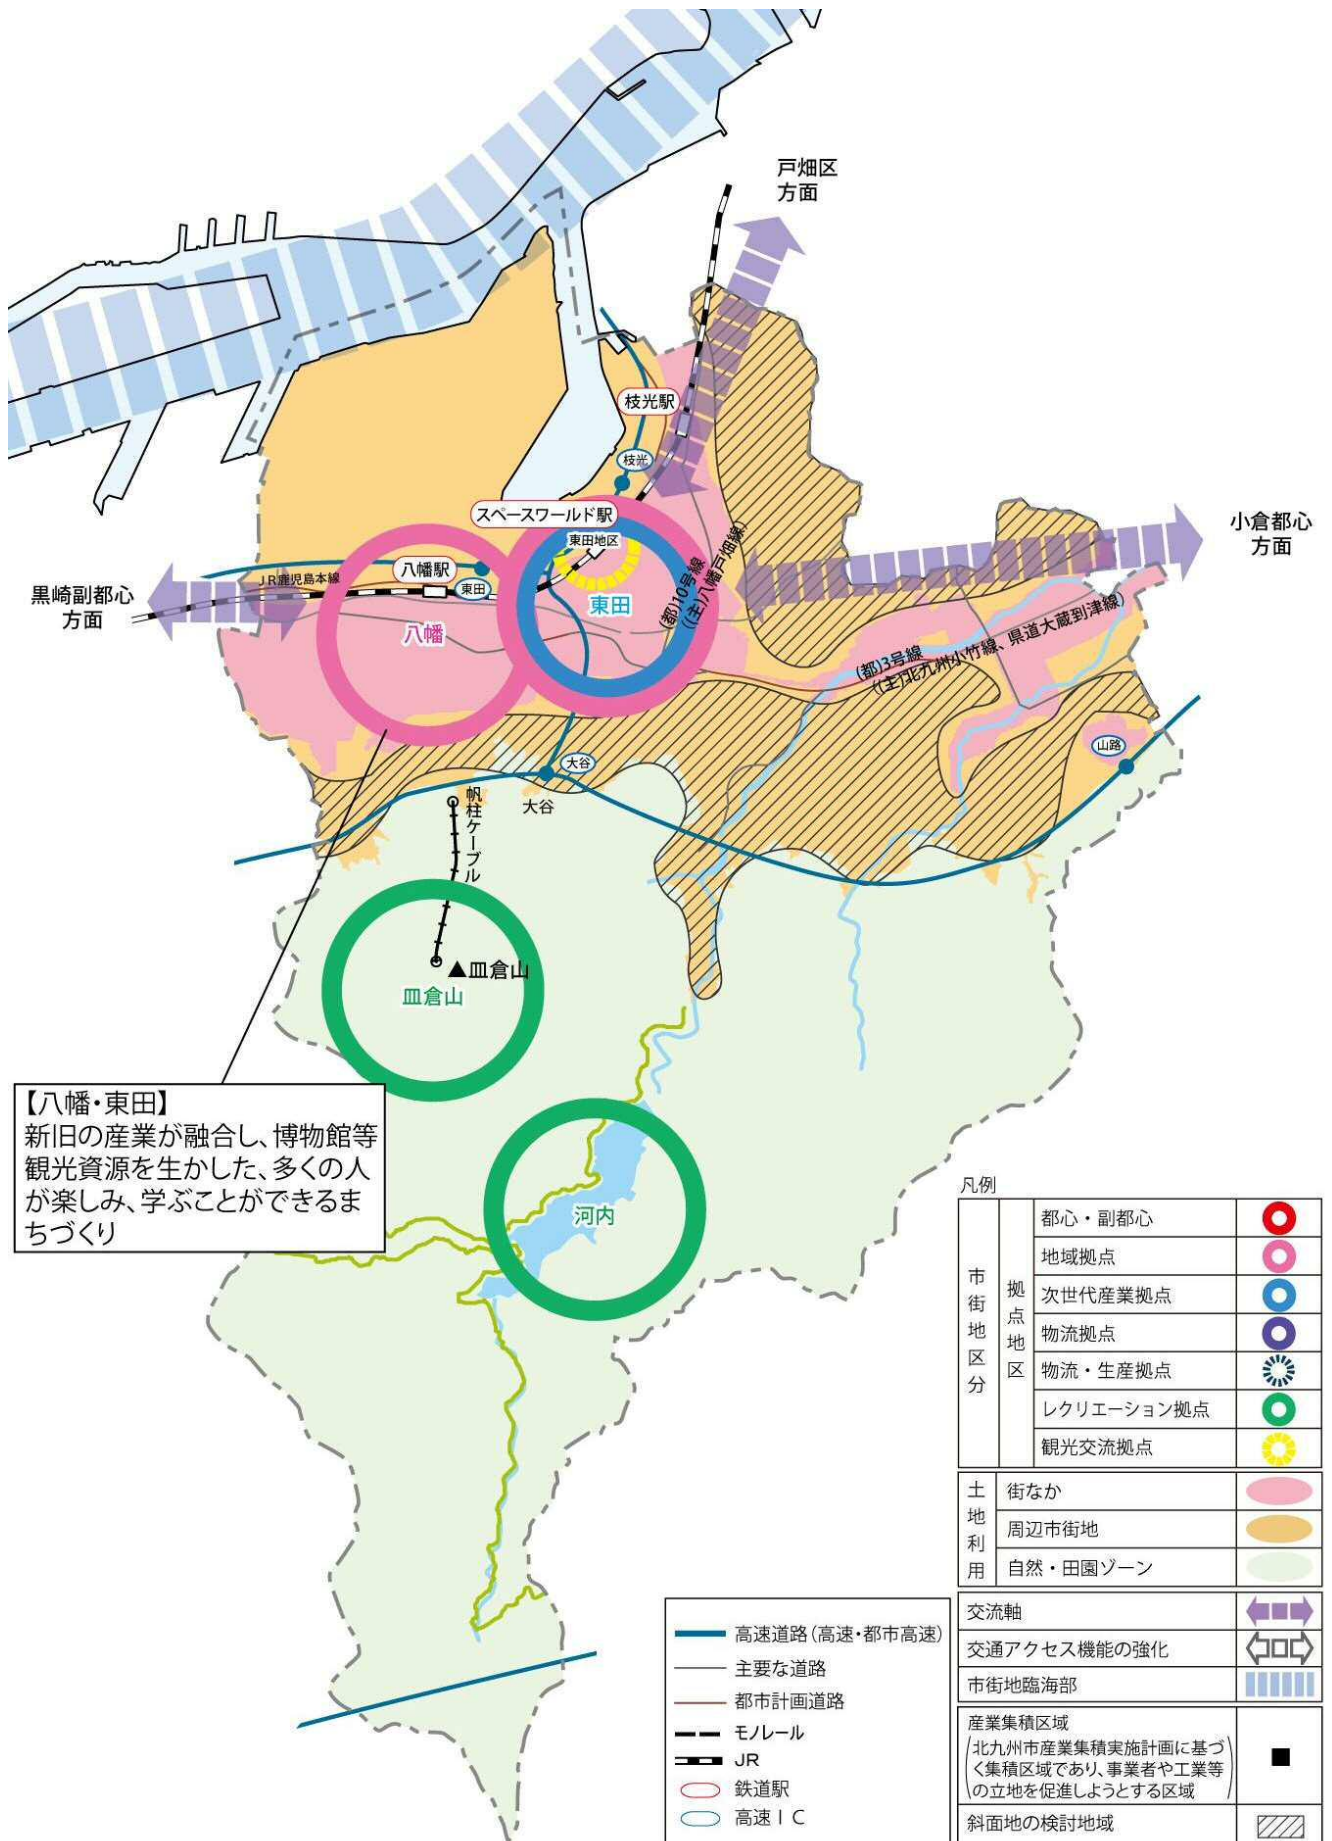 戸畑区
方面
枝光駅
枝光
スペースワールド駅
東田地区
小倉都心
方面
八幡駅
東田
JR鹿児島本線
黒崎副都心
方面
八幡
東田
(都)10号線
((主)八幡戸畑線)
(都)3号線
((主)北九州小竹線、県道大蔵到津線)
山路
大谷
大谷
帆柱ケーブル
▲皿倉山
皿倉山
【八幡・東田】
新旧の産業が融合し、博物館等
観光資源を生かした、多くの人
が楽しみ、学ぶことができるま
ちづくり
河内
凡例
市街地区分
拠点地区
都心・副都心
地域拠点
次世代産業拠点
物流拠点
物流・生産拠点
レクリエーション拠点
観光交流拠点
土地利用
街なか
周辺市街地
自然・田園ゾーン
交流軸
交通アクセス機能の強化
市街地臨海部
産業集積区域
(北九州市産業集積実施計画に基づ
く集積区域であり、事業者や工業等
の立地を促進しようとする区域)
斜面地の検討地域
高速道路(高速・都市高速)
主要な道路
都市計画道路
モノレール
JR
鉄道駅
高速IC